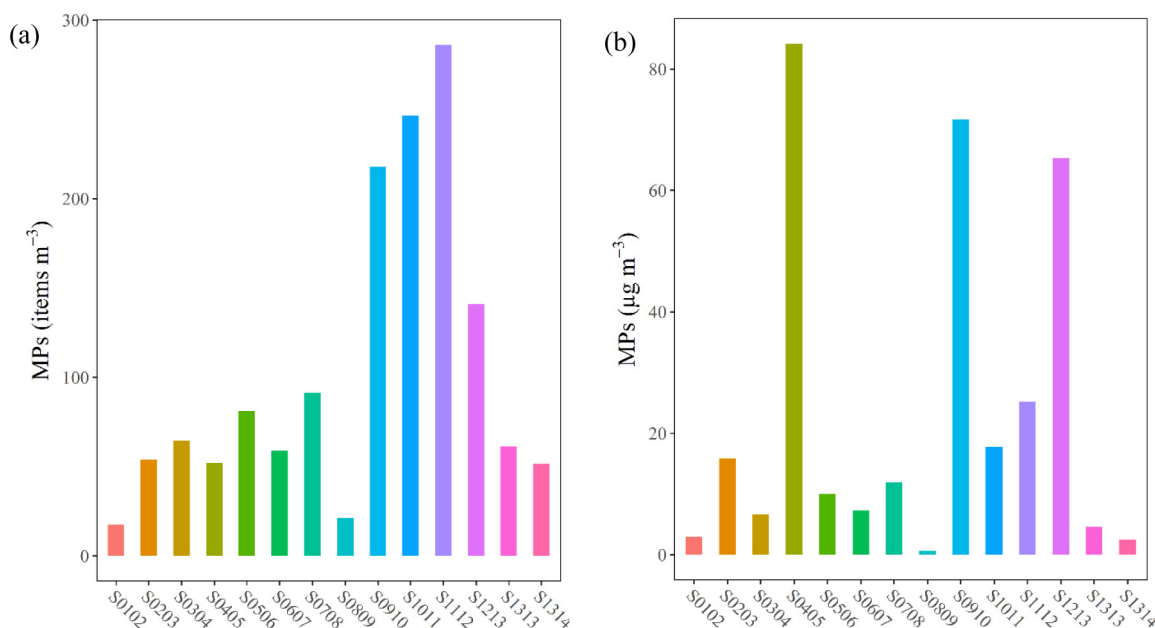 (a)
MPs (items m⁻³)
300
200
100
0
S0102
S0203
S0304
S0405
S0506
S0607
S0708
S0809
S0910
S1011
S1112
S1213
S1313
S1314
(b)
MPs (µg m⁻³)
80
60
40
20
0
S0102
S0203
S0304
S0405
S0506
S0607
S0708
S0809
S0910
S1011
S1112
S1213
S1313
S1314